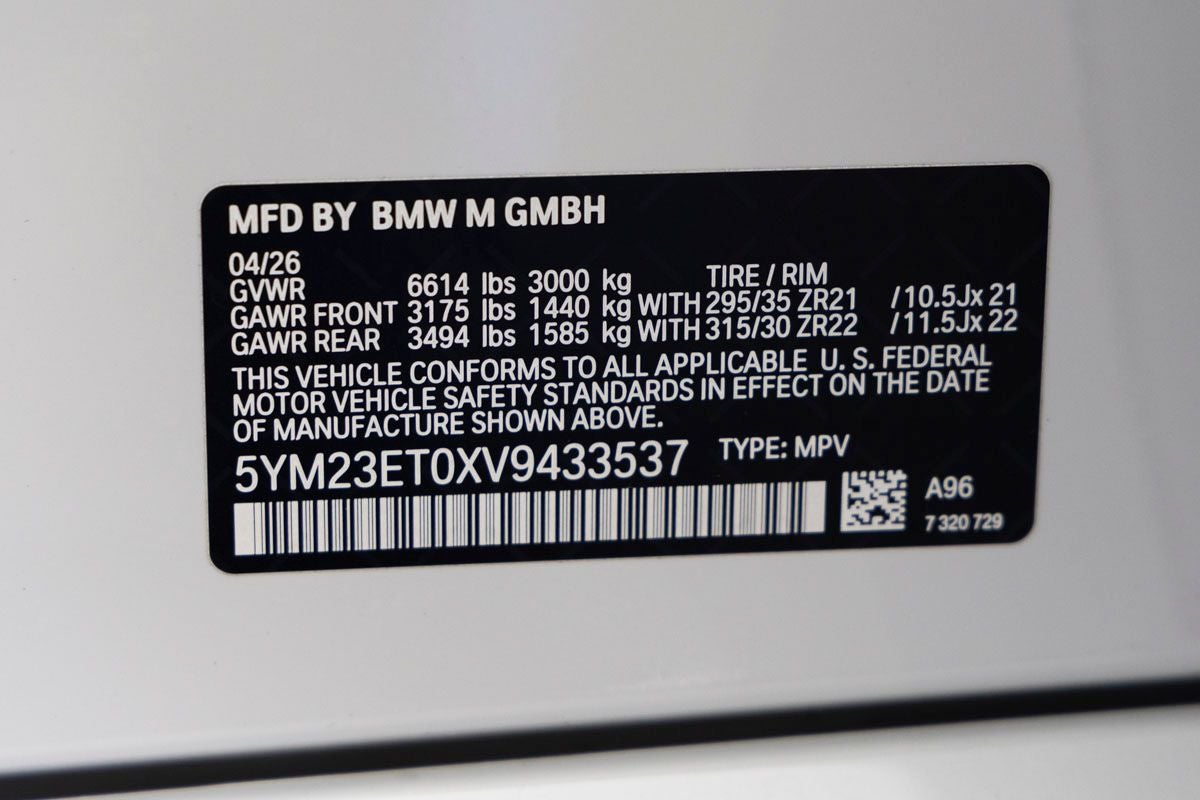 MFD BY BMW M GMBH
04/26
GVWR 6614 lbs 3000 kg TIRE / RIM
GAWR FRONT 3175 lbs 1440 kg WITH 295/35 ZR21 /10.5Jx 21
GAWR REAR 3494 lbs 1585 kg WITH 315/30 ZR22 /11.5Jx 22
THIS VEHICLE CONFORMS TO ALL APPLICABLE U. S. FEDERAL
MOTOR VEHICLE SAFETY STANDARDS IN EFFECT ON THE DATE
OF MANUFACTURE SHOWN ABOVE.
5YM23ET0XV9433537 TYPE: MPV
A96
7 320 729